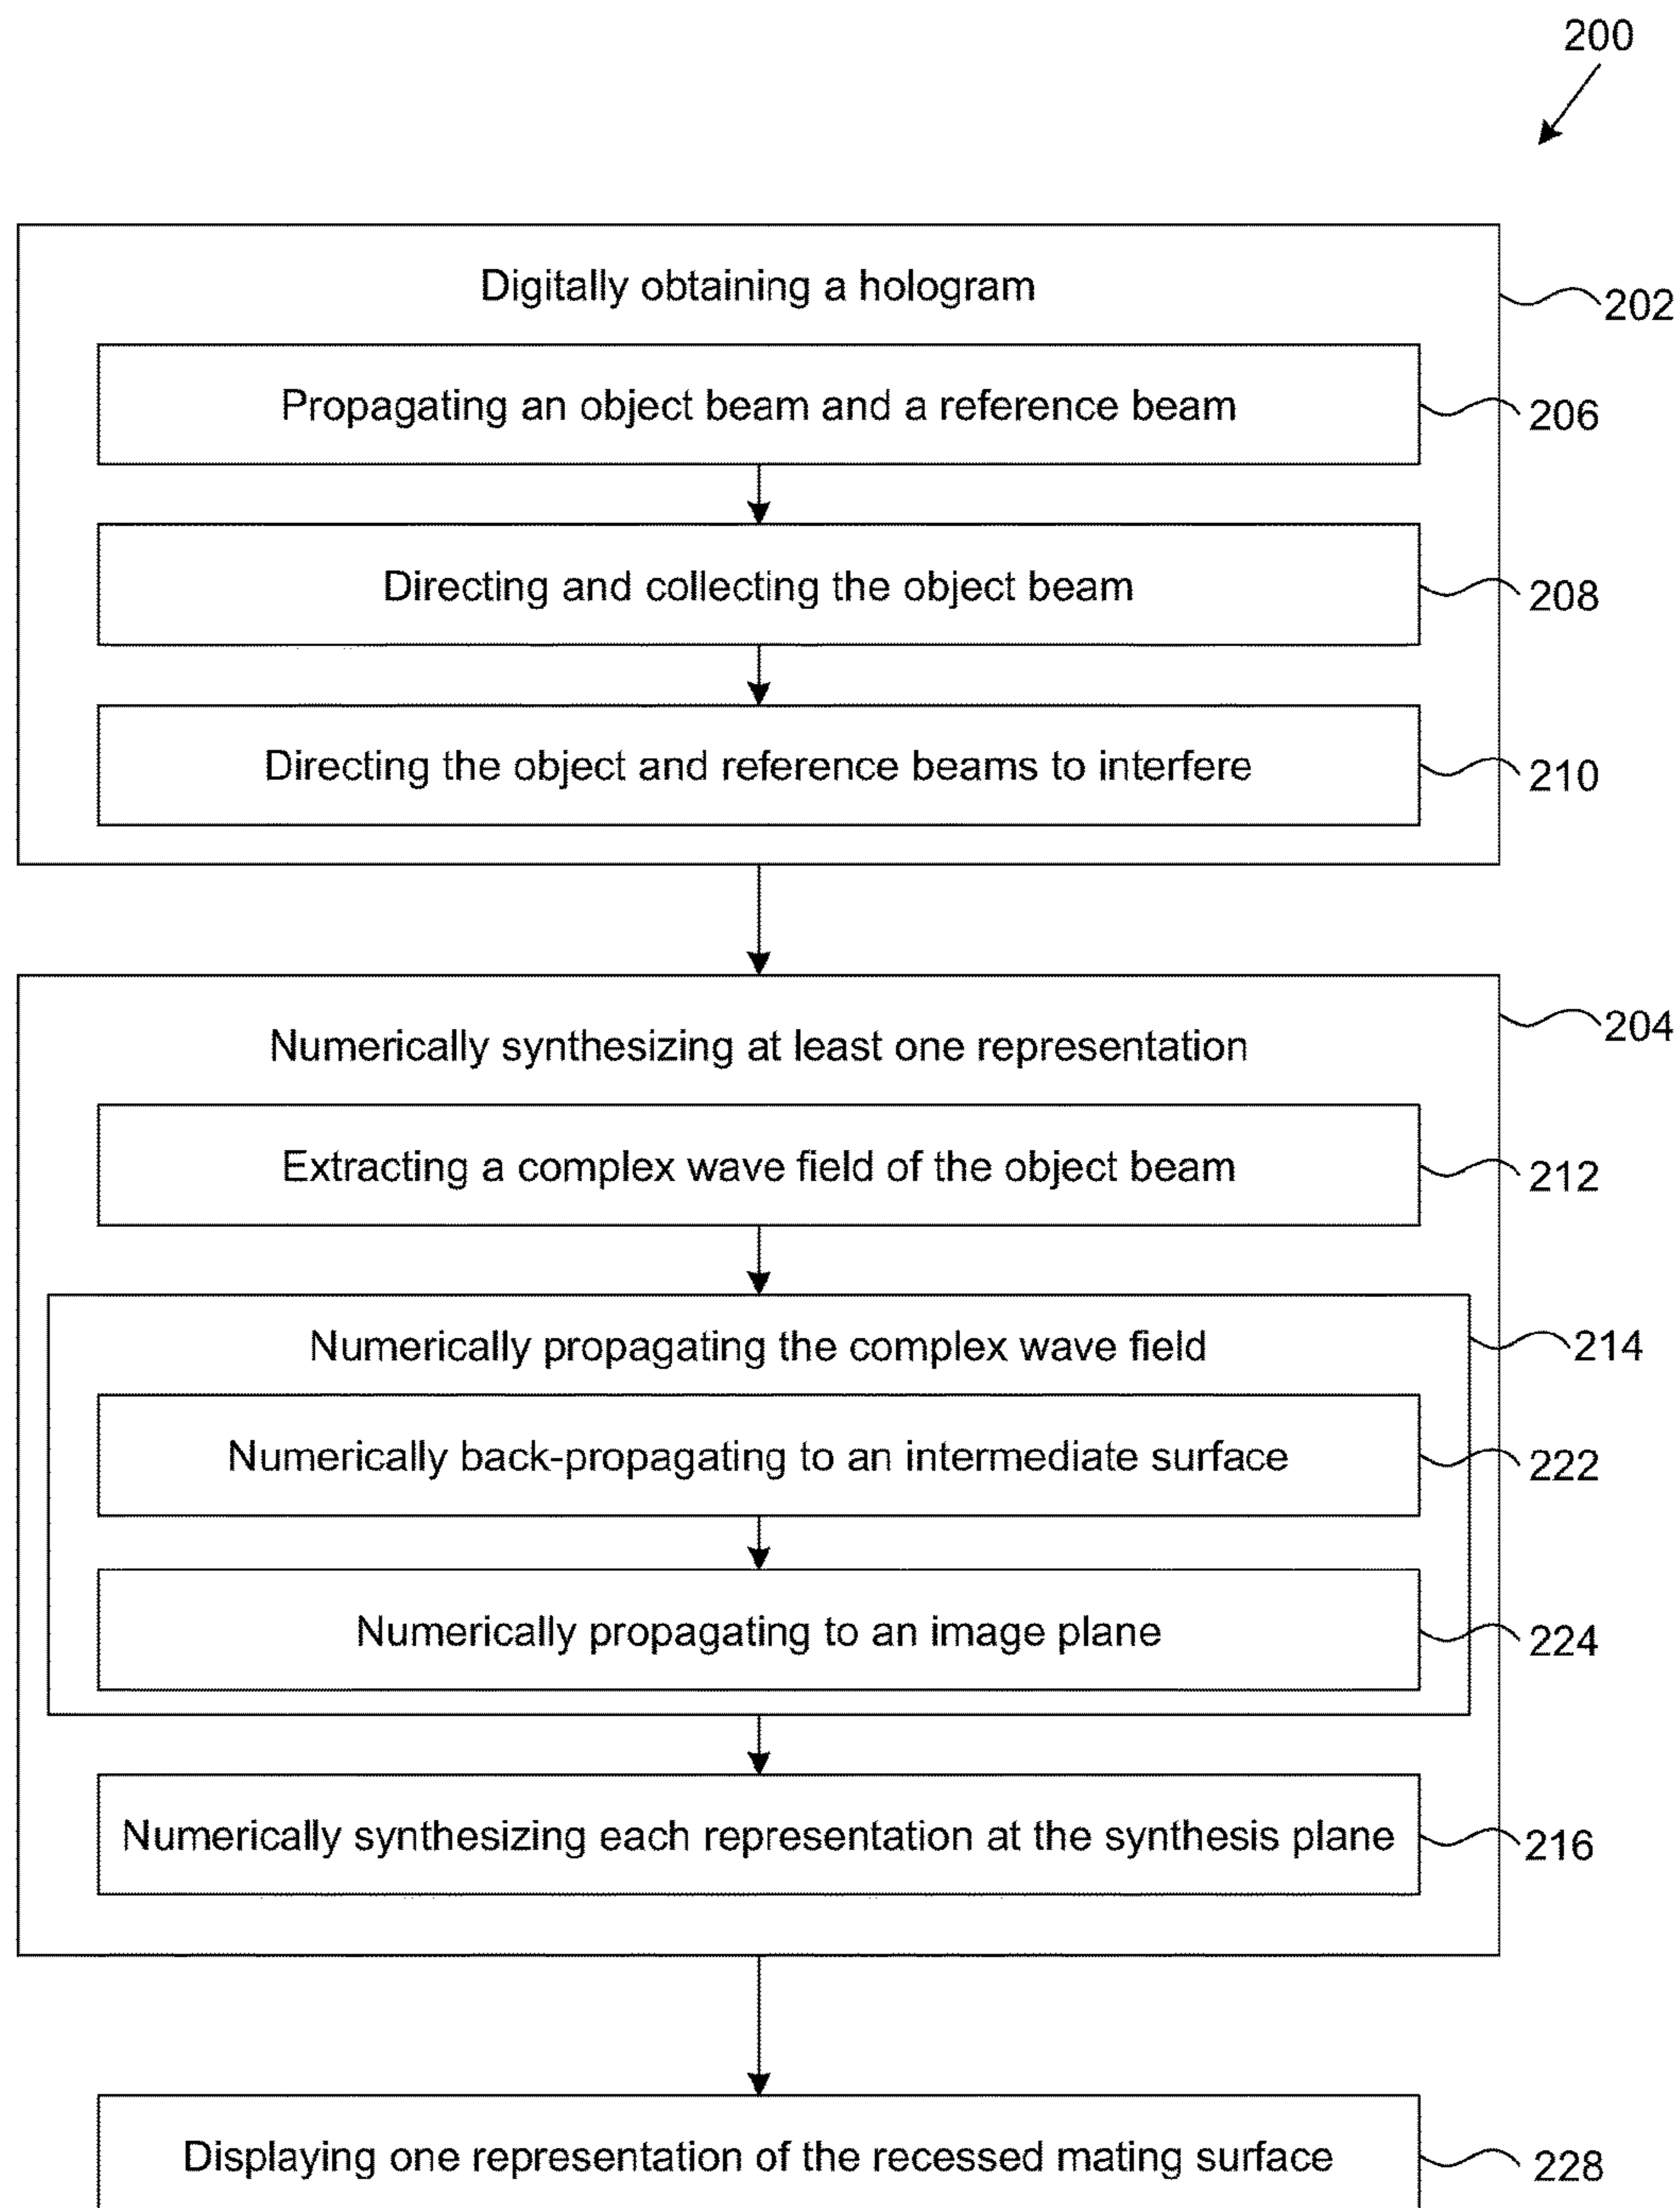 200
Digitally obtaining a hologram
202
Propagating an object beam and a reference beam
206
Directing and collecting the object beam
208
Directing the object and reference beams to interfere
210
Numerically synthesizing at least one representation
204
Extracting a complex wave field of the object beam
212
Numerically propagating the complex wave field
214
Numerically back-propagating to an intermediate surface
222
Numerically propagating to an image plane
224
Numerically synthesizing each representation at the synthesis plane
216
Displaying one representation of the recessed mating surface
228